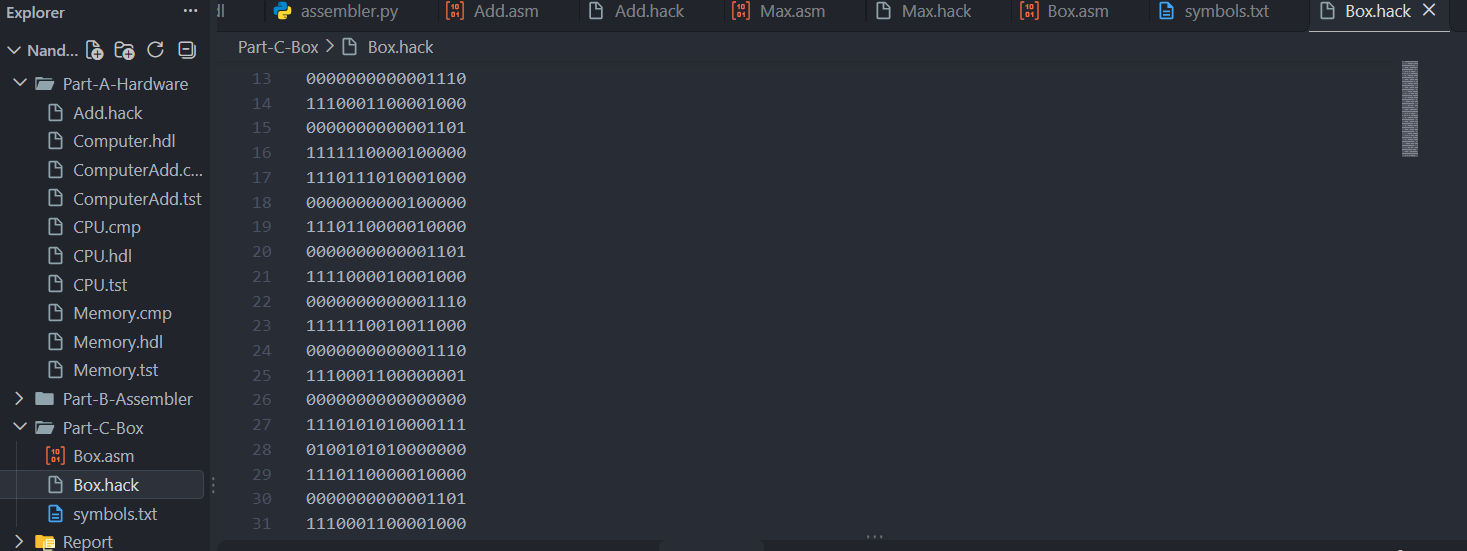 Explorer
dl
assembler.py
Add.asm
Add.hack
Max.asm
Max.hack
Box.asm
symbols.txt
Box.hack
Nand...
Part-A-Hardware
Add.hack
Computer.hdl
ComputerAdd.c...
ComputerAdd.tst
CPU.cmp
CPU.hdl
CPU.tst
Memory.cmp
Memory.hdl
Memory.tst
Part-B-Assembler
Part-C-Box
Box.asm
Box.hack
symbols.txt
Report
Part-C-Box > Box.hack
13 0000000000001110
14 1110001100001000
15 0000000000001101
16 1111110000100000
17 1110111010001000
18 0000000000100000
19 1110110000010000
20 0000000000001101
21 1111000010001000
22 0000000000001110
23 1111110010011000
24 0000000000001110
25 1110001100000001
26 0000000000000000
27 1110101010000111
28 0100101010000000
29 1110110000010000
30 0000000000001101
31 1110001100001000